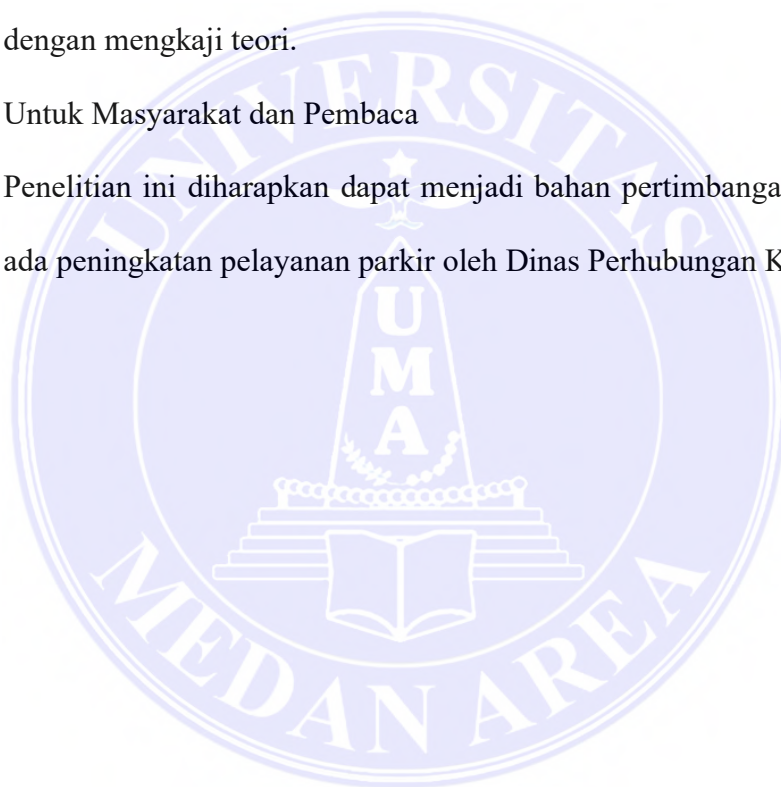 dengan mengkaji teori.
Untuk Masyarakat dan Pembaca
Penelitian ini diharapkan dapat menjadi bahan pertimbanga
ada peningkatan pelayanan parkir oleh Dinas Perhubungan K
UNIVERSITAS
UMA
MEDAN AREA